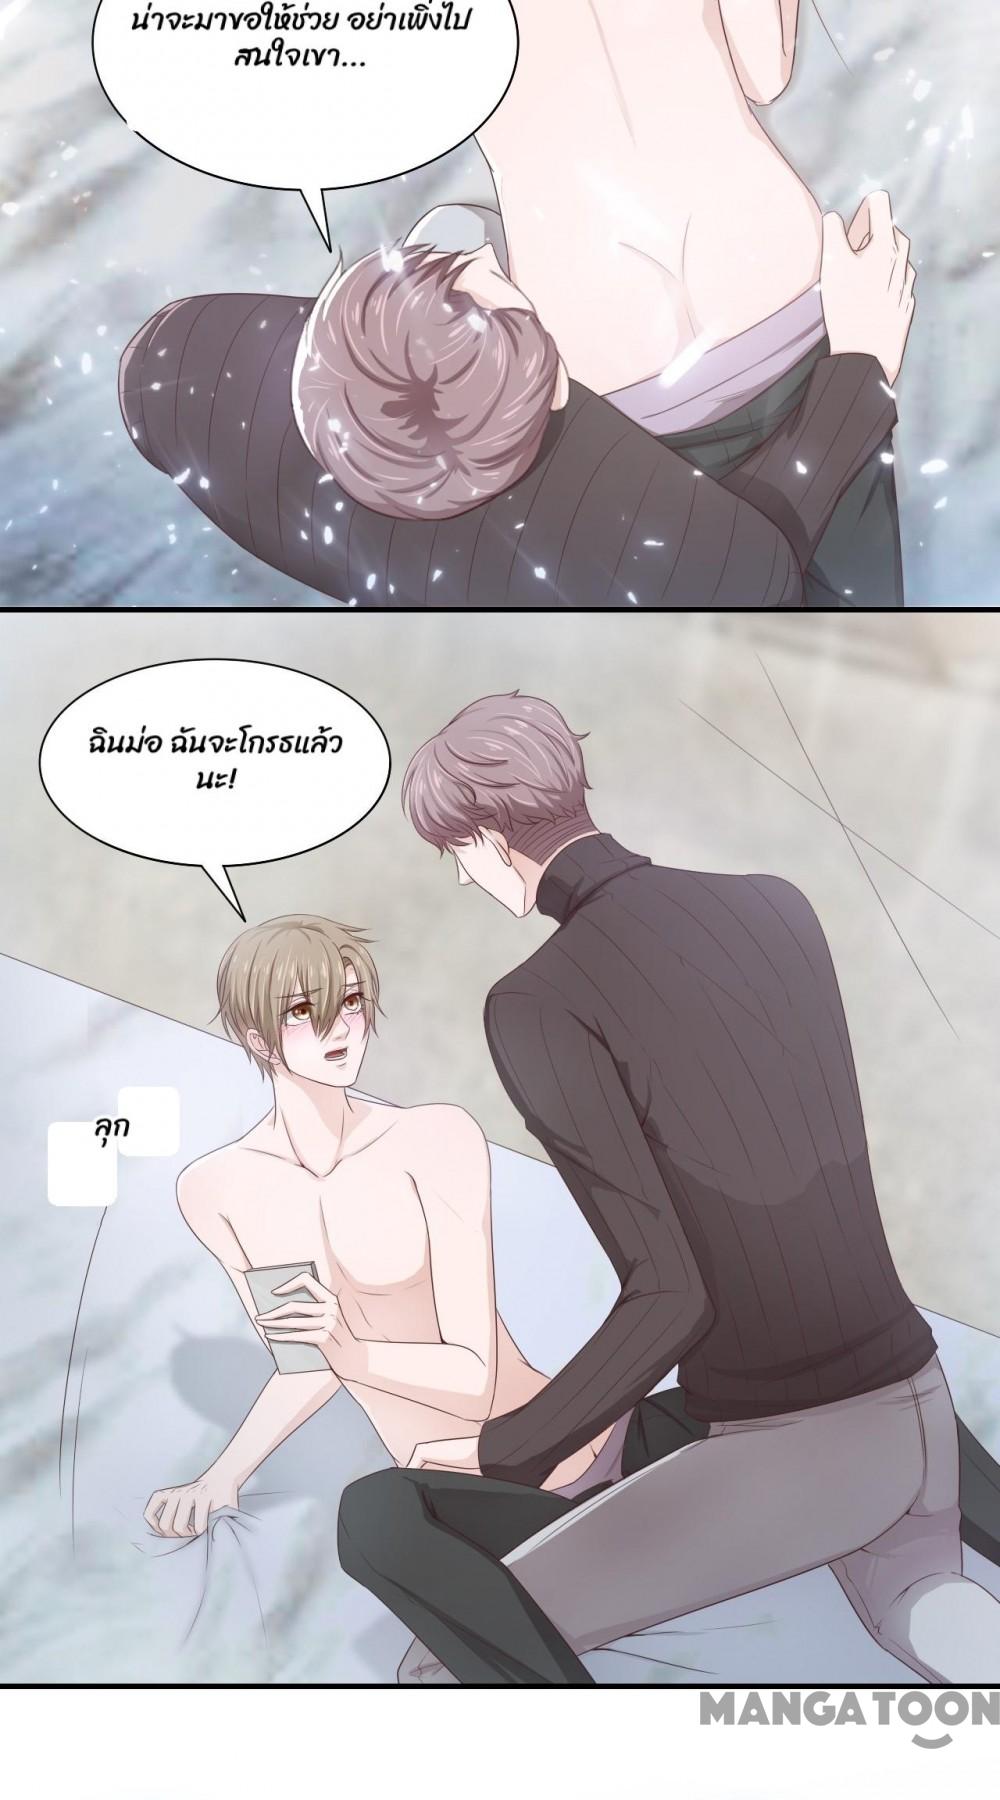 น่าจะมาขอให้ช่วย อย่าเพิ่งไป
สนใจเขา...
ฉินม่อ ฉันจะโกรธแล้ว
นะ!
ลุก
MANGATOON